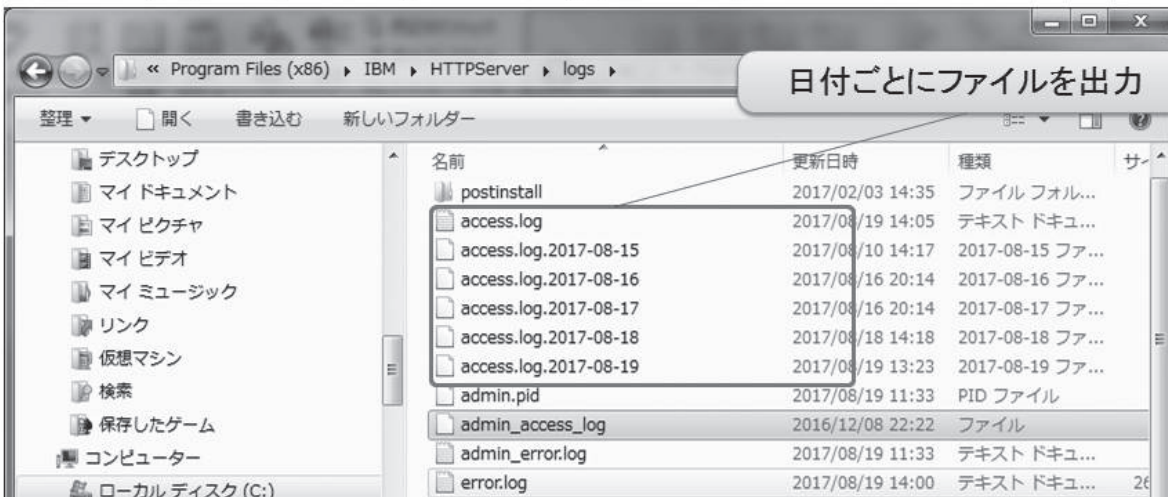 « Program Files (x86) ▸ IBM ▸ HTTPServer ▸ logs ▸
日付ごとにファイルを出力
整理 ▼ 開く 書き込む 新しいフォルダー
デスクトップ
マイ ドキュメント
マイ ピクチャ
マイ ビデオ
マイ ミュージック
リンク
仮想マシン
検索
保存したゲーム
コンピューター
ローカル ディスク (C:)
名前 更新日時 種類 サ
postinstall 2017/02/03 14:35 ファイル フォル...
access.log 2017/08/19 14:05 テキスト ドキュ...
access.log.2017-08-15 2017/08/10 14:17 2017-08-15 ファ...
access.log.2017-08-16 2017/08/16 20:14 2017-08-16 ファ...
access.log.2017-08-17 2017/08/16 20:14 2017-08-17 ファ...
access.log.2017-08-18 2017/08/18 14:18 2017-08-18 ファ...
access.log.2017-08-19 2017/08/19 13:23 2017-08-19 ファ...
admin.pid 2017/08/19 11:33 PID ファイル
admin_access_log 2016/12/08 22:22 ファイル
admin_error.log 2017/08/19 11:33 テキスト ドキュ...
error.log 2017/08/19 14:00 テキスト ドキュ... 26